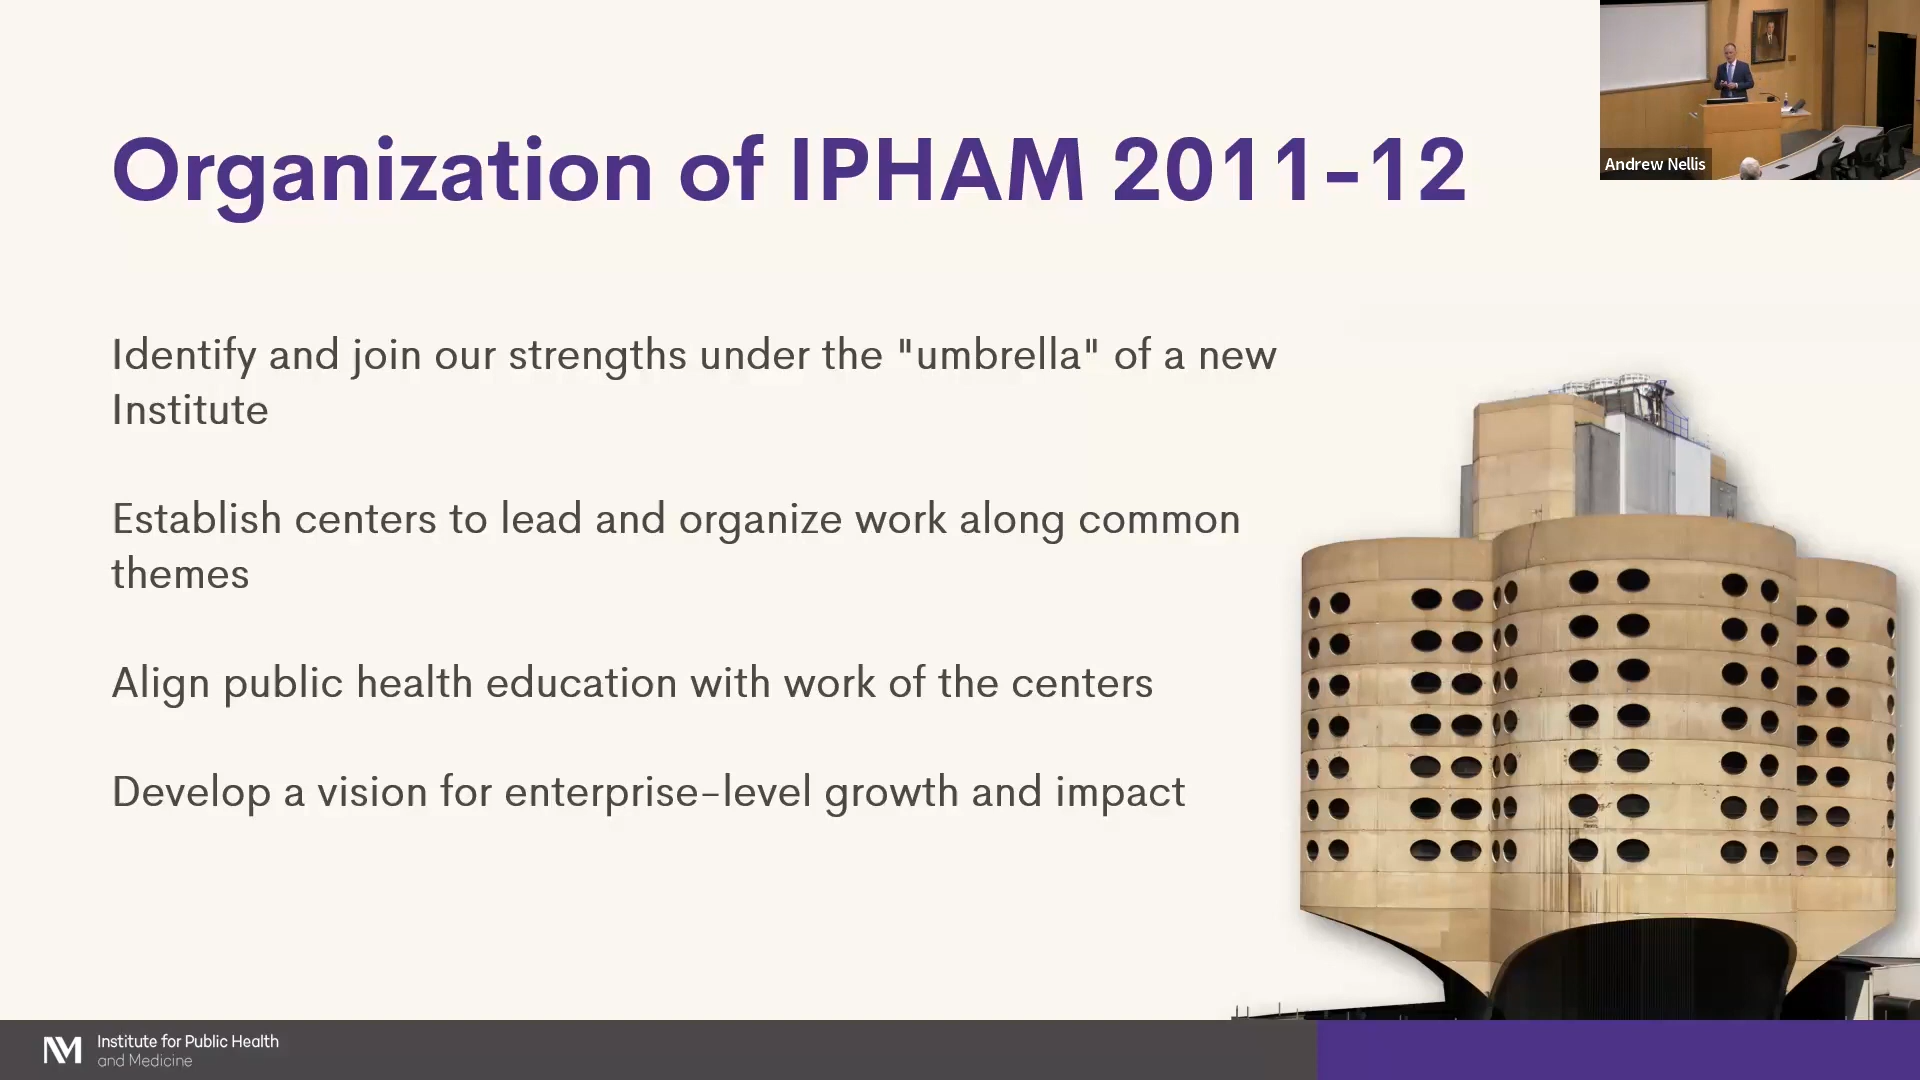 Organization of IPHAM 2011-12
Andrew Nellis
Identify and join our strengths under the "umbrella" of a new
Institute
Establish centers to lead and organize work along common
themes
Align public health education with work of the centers
Develop a vision for enterprise-level growth and impact
NM
Institute for Public Health
and Medicine